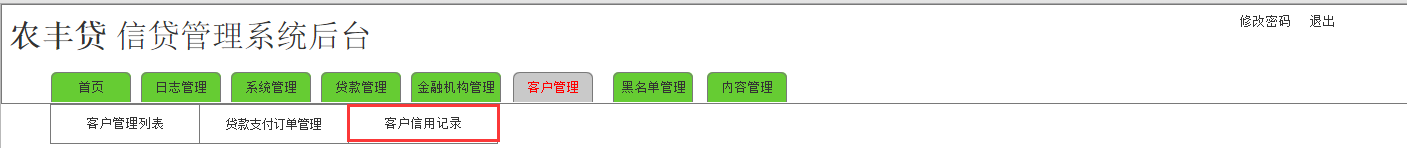 修改密码 退出
农丰贷 信贷管理系统后台
首页 日志管理 系统管理 贷款管理 金融机构管理 客户管理 黑名单管理 内容管理
客户管理列表 贷款支付订单管理 客户信用记录